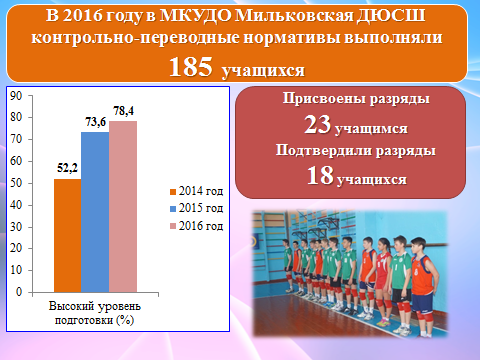 В 2016 году в МКУДО Мильковская ДЮСШ
контрольно-переводные нормативы выполняли
185 учащихся
90
80
70
60
50
40
30
20
10
0
52,2
73,6
78,4
Высокий уровень
подготовки (%)
2014 год
2015 год
2016 год
Присвоены разряды
23 учащимся
Подтвердили разряды
18 учащихся